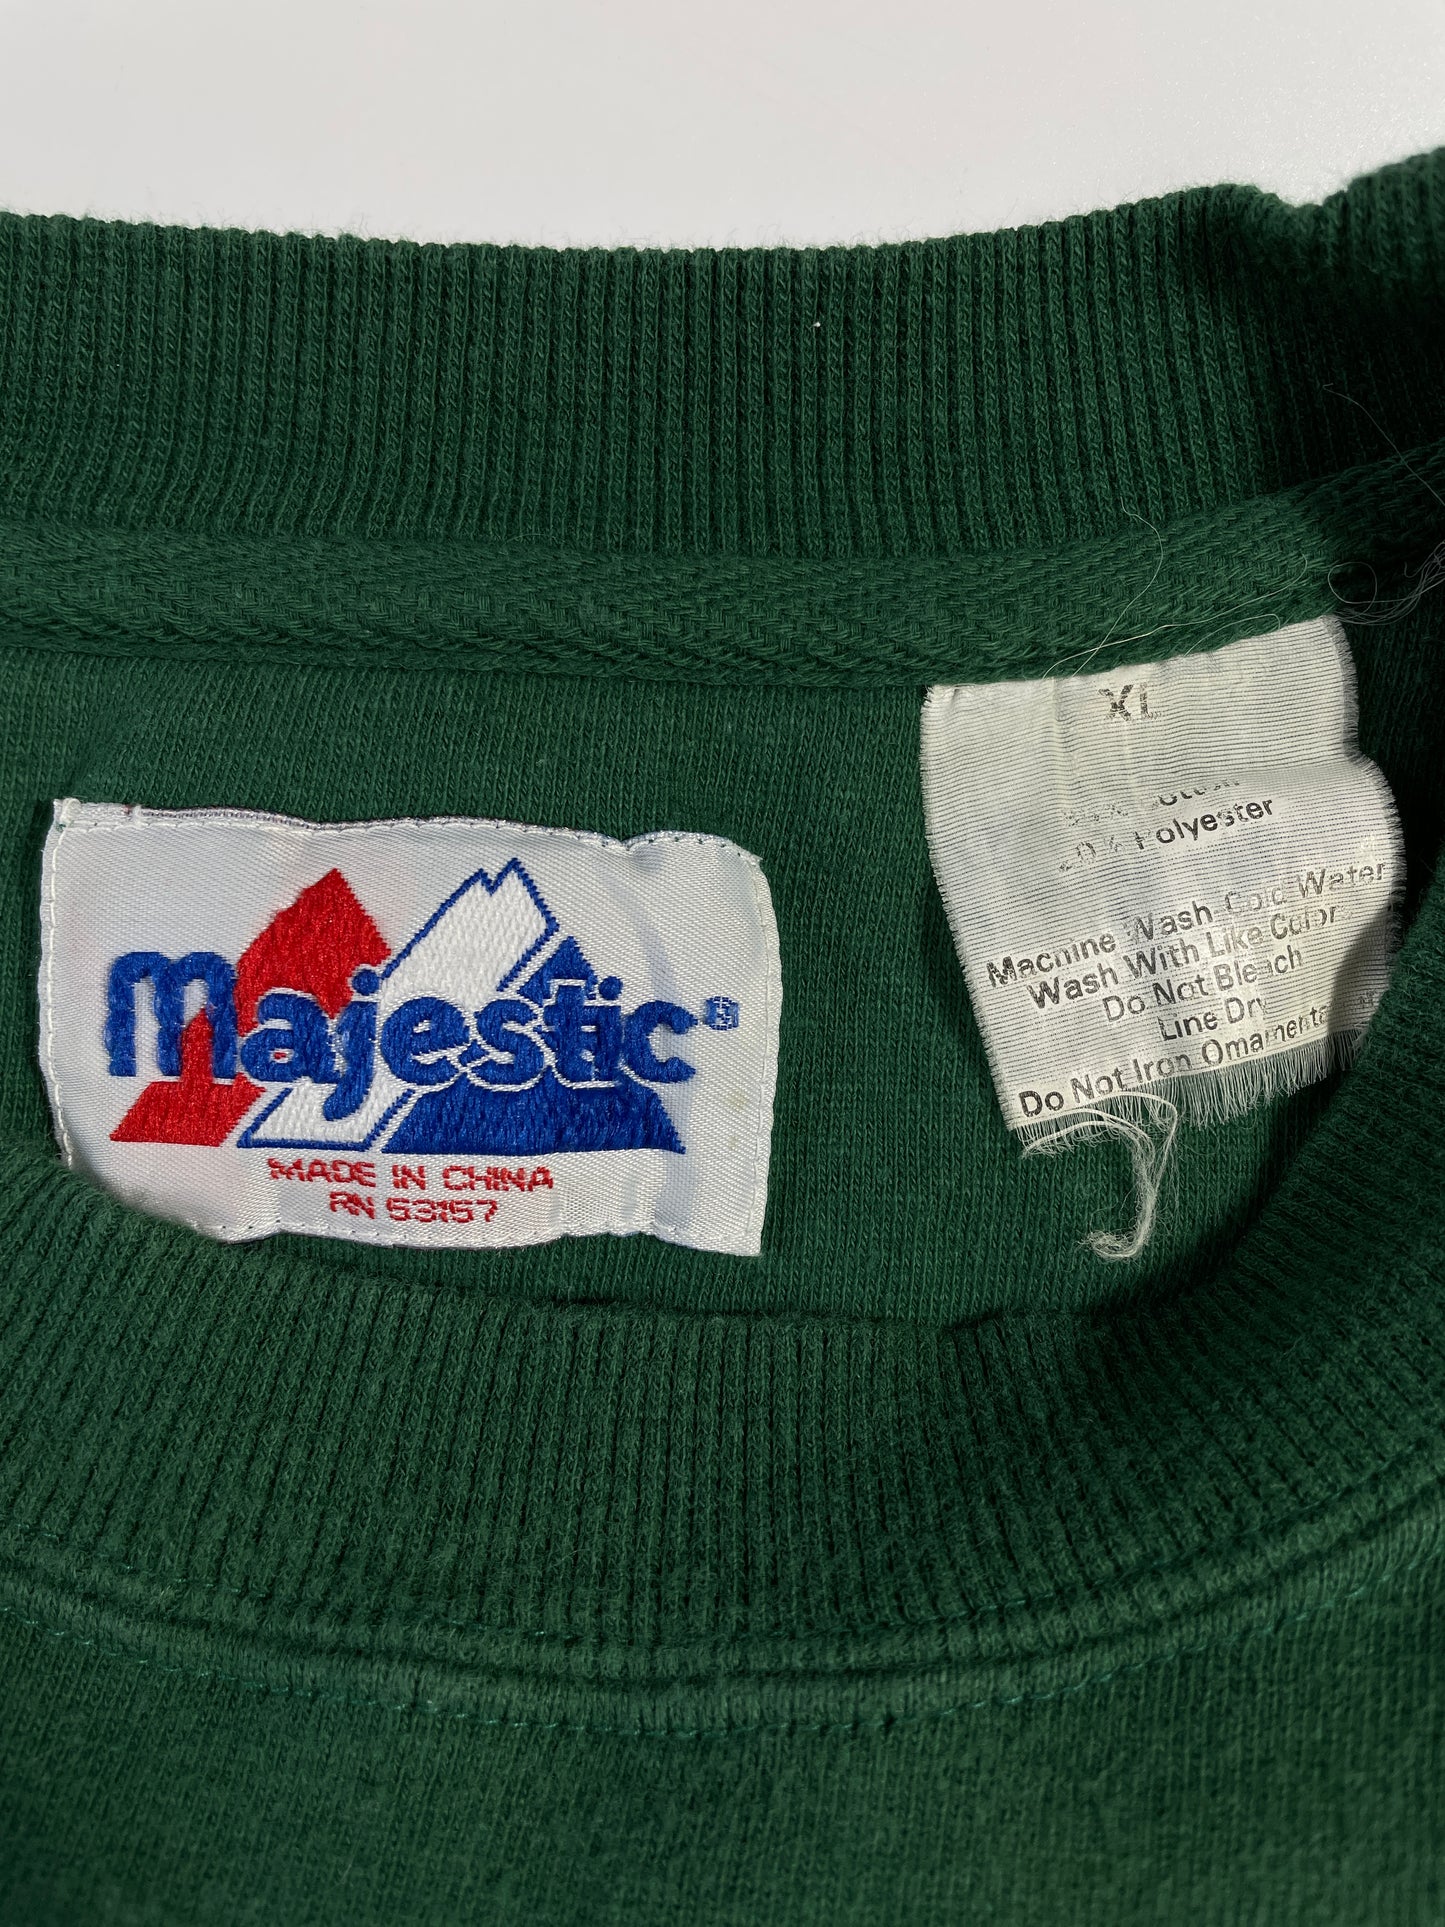 majestic®
MADE IN CHINA
RN 53157
XL
Polyester
Machine Wash Cold Water
Wash With Like Color
Do Not Bleach
Line Dry
Do Not Iron